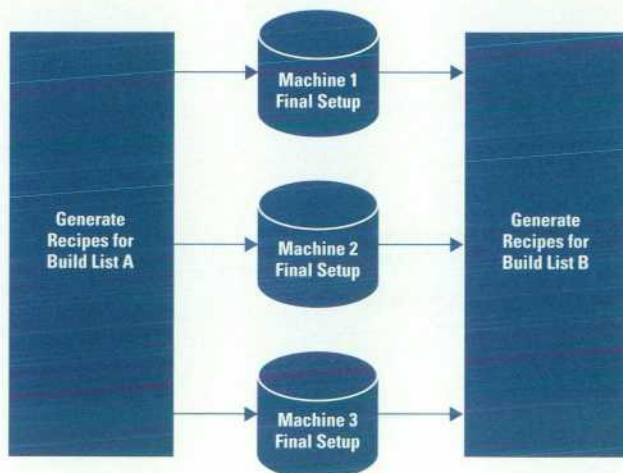 Machine 1
Final Setup
Generate
Recipes for
Build List A
Machine 2
Final Setup
Generate
Recipes for
Build List B
Machine 3
Final Setup